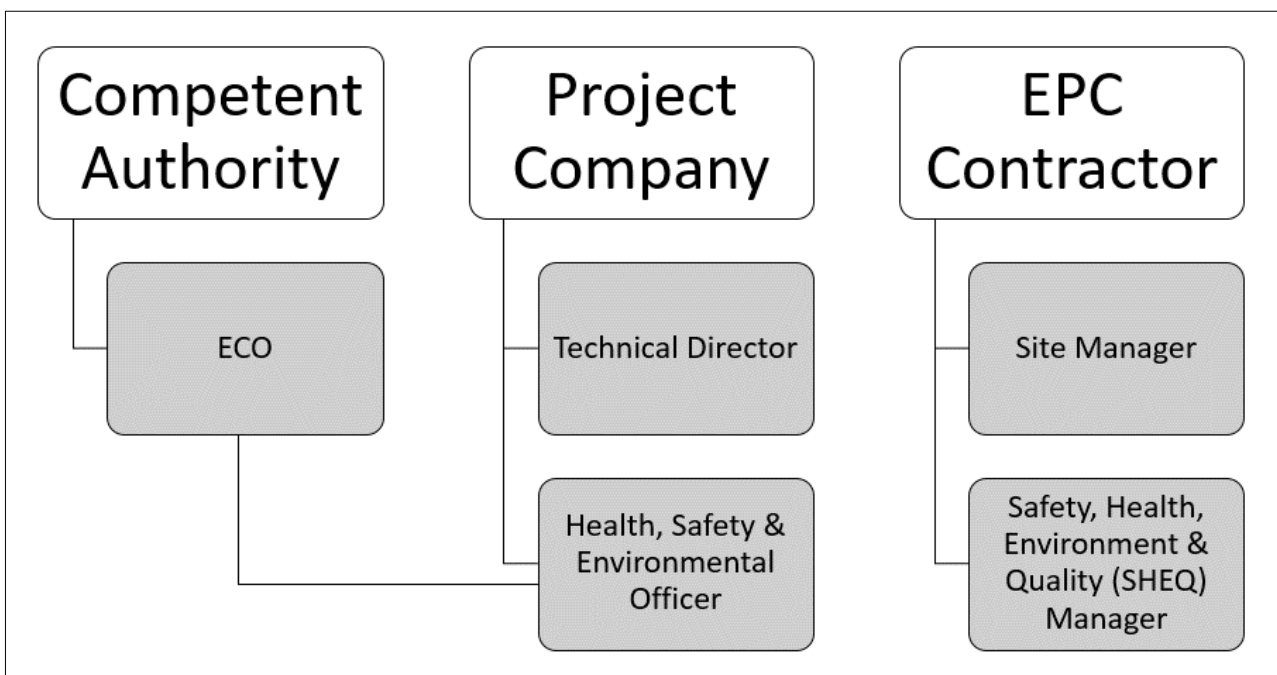 Competent
Authority
ECO
Project
Company
Technical Director
Health, Safety &
Environmental
Officer
EPC
Contractor
Site Manager
Safety, Health,
Environment &
Quality (SHEQ)
Manager